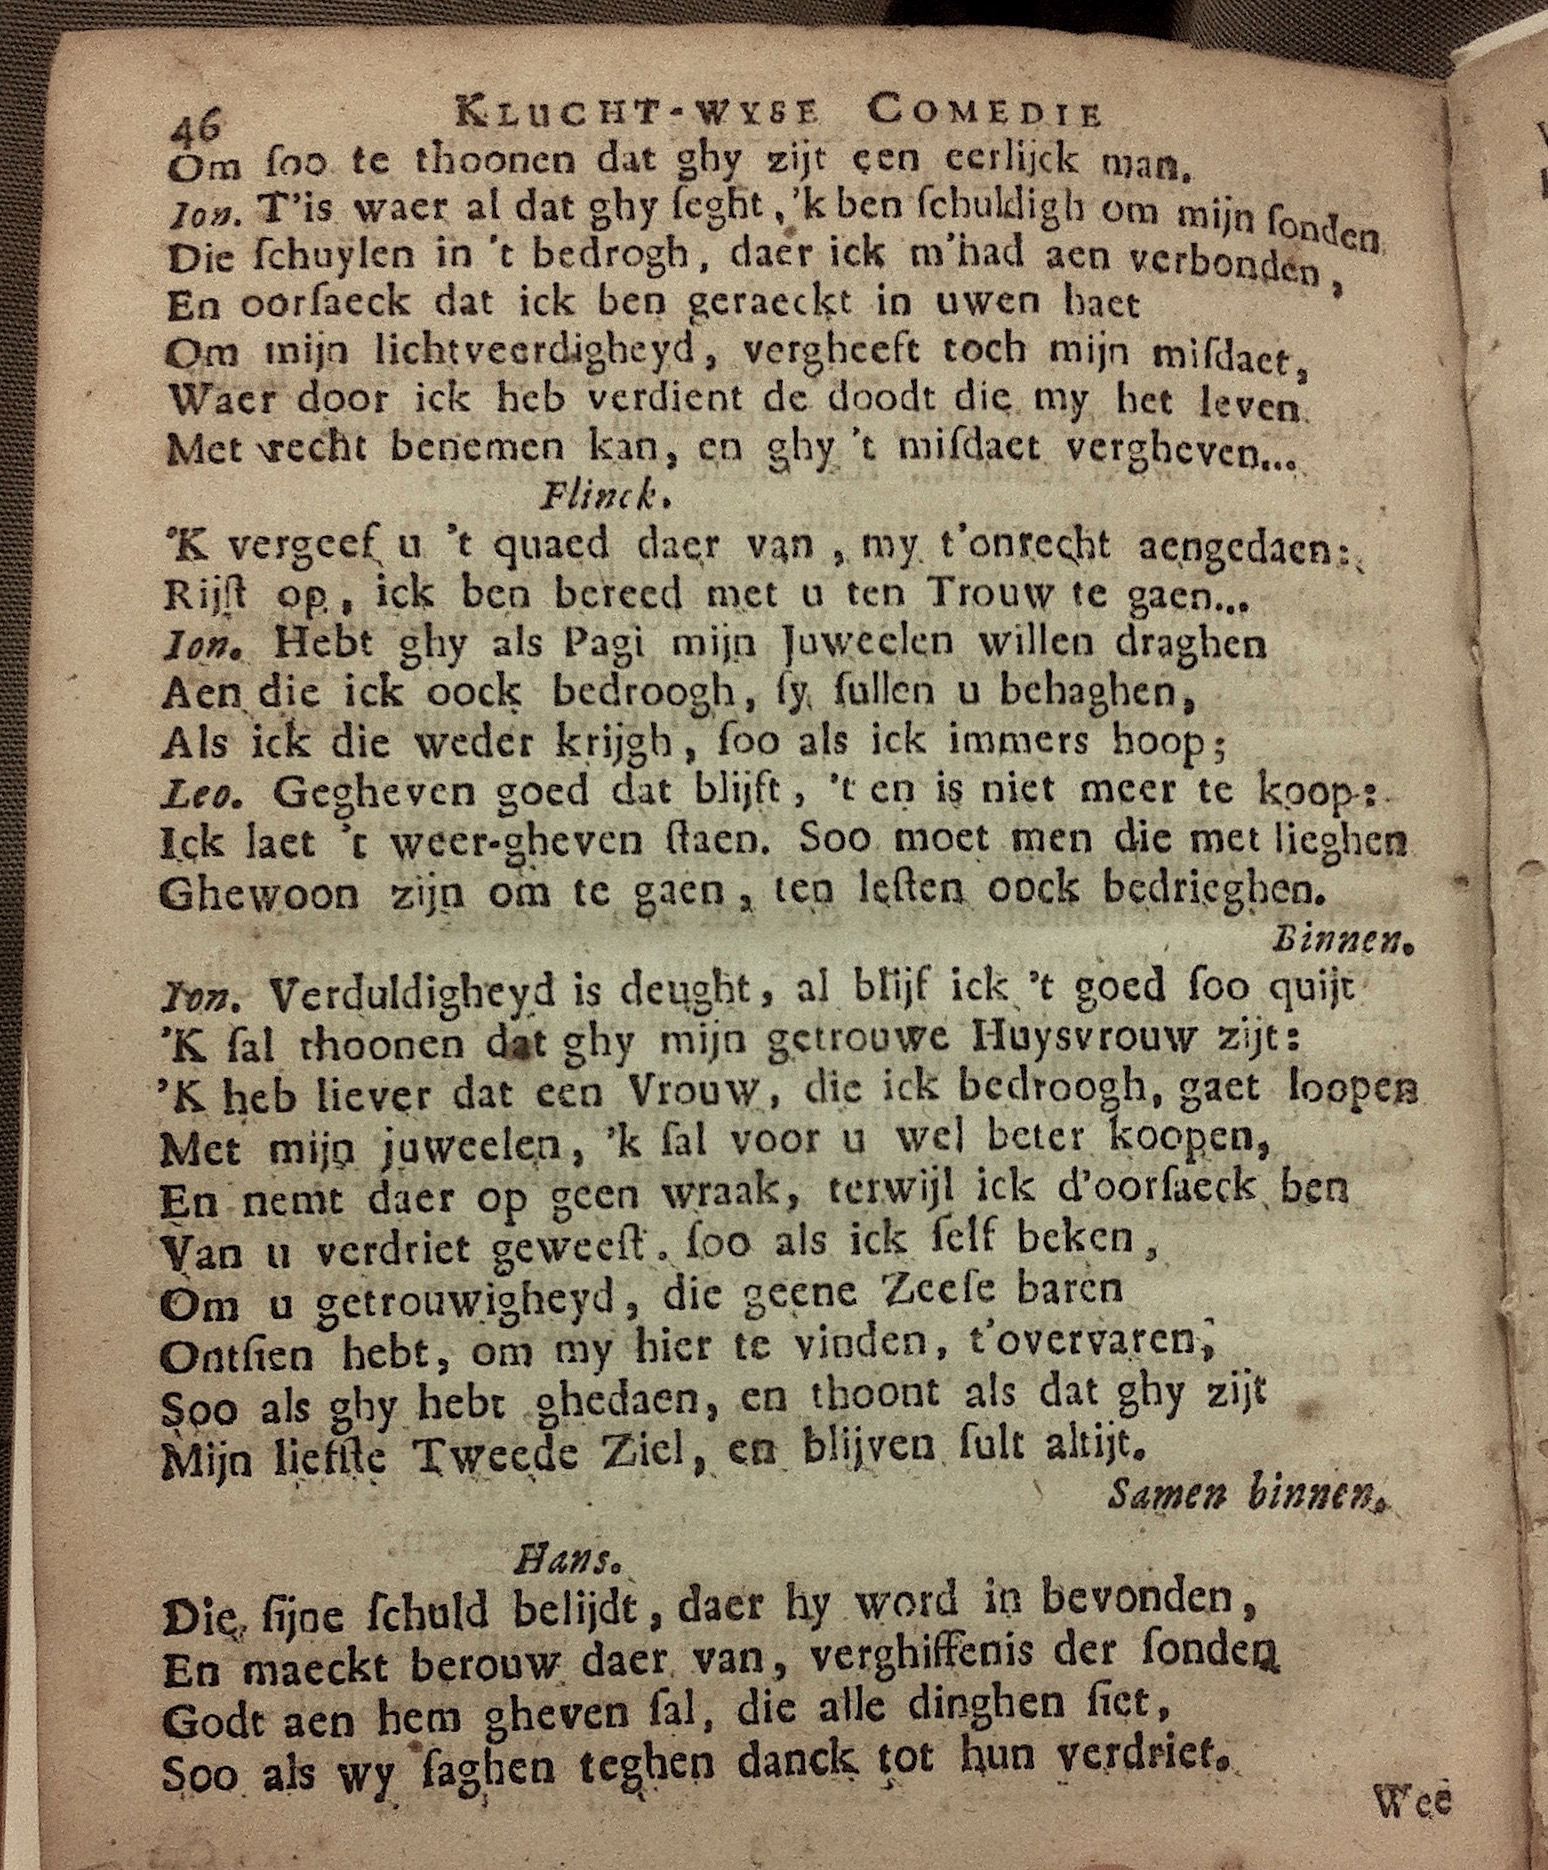 46 KLUCHT-WYSE COMEDIE
Om ſoo te thoonen dat ghy zijt een eerlijck man.
Ion. T'is waer al dat ghy ſeght, 'k ben ſchuldigh om mijn ſonden
Die ſchuylen in 't bedrogh, daer ick m'had aen verbonden,
En oorſaeck dat ick ben geraeckt in uwen haet
Om mijn lichtveerdigheyd, vergheeft toch mijn miſdaet,
Waer door ick heb verdient de doodt die my het leven
Met recht benemen kan, en ghy 't miſdaet vergheven...
Flinck.
'K vergeef u 't quaed daer van, my t'onrecht aengedaen:
Rijſt op, ick ben bereed met u ten Trouw te gaen...
Ion. Hebt ghy als Pagi mijn Juweelen willen draghen
Aen die ick oock bedroogh, ſy ſullen u behaghen,
Als ick die weder krijgh, ſoo als ick immers hoop;
Leo. Gegheven goed dat blijft, 't en is niet meer te koop:
Ick laet 't weer-gheven ſtaen. Soo moet men die met lieghen
Ghewoon zijn om te gaen, ten leſten oock bedrieghen.
Binnen.
Ion. Verduldigheyd is deught, al blijf ick 't goed ſoo quijt
'K ſal thoonen dat ghy mijn getrouwe Huysvrouw zijt:
'K heb liever dat een Vrouw, die ick bedroogh, gaet loopen
Met mijn juweelen, 'k ſal voor u wel beter koopen,
En nemt daer op geen wraak, terwijl ick d'oorſaeck ben
Van u verdriet geweeſt. ſoo als ick ſelf beken,
Om u getrouwigheyd, die geene Zeeſe baren
Ontſien hebt, om my hier te vinden, t'overvaren;
Soo als ghy hebt ghedaen, en thoont als dat ghy zijt
Mijn liefſte Tweede Ziel, en blijven ſult altijt.
Samen binnen.
Hans.
Die ſijne ſchuld belijdt, daer hy word in bevonden,
En maeckt berouw daer van, verghiffenis der ſonden
Godt aen hem gheven ſal, die alle dinghen ſiet,
Soo als wy ſaghen teghen danck tot hun verdriet.
Wee